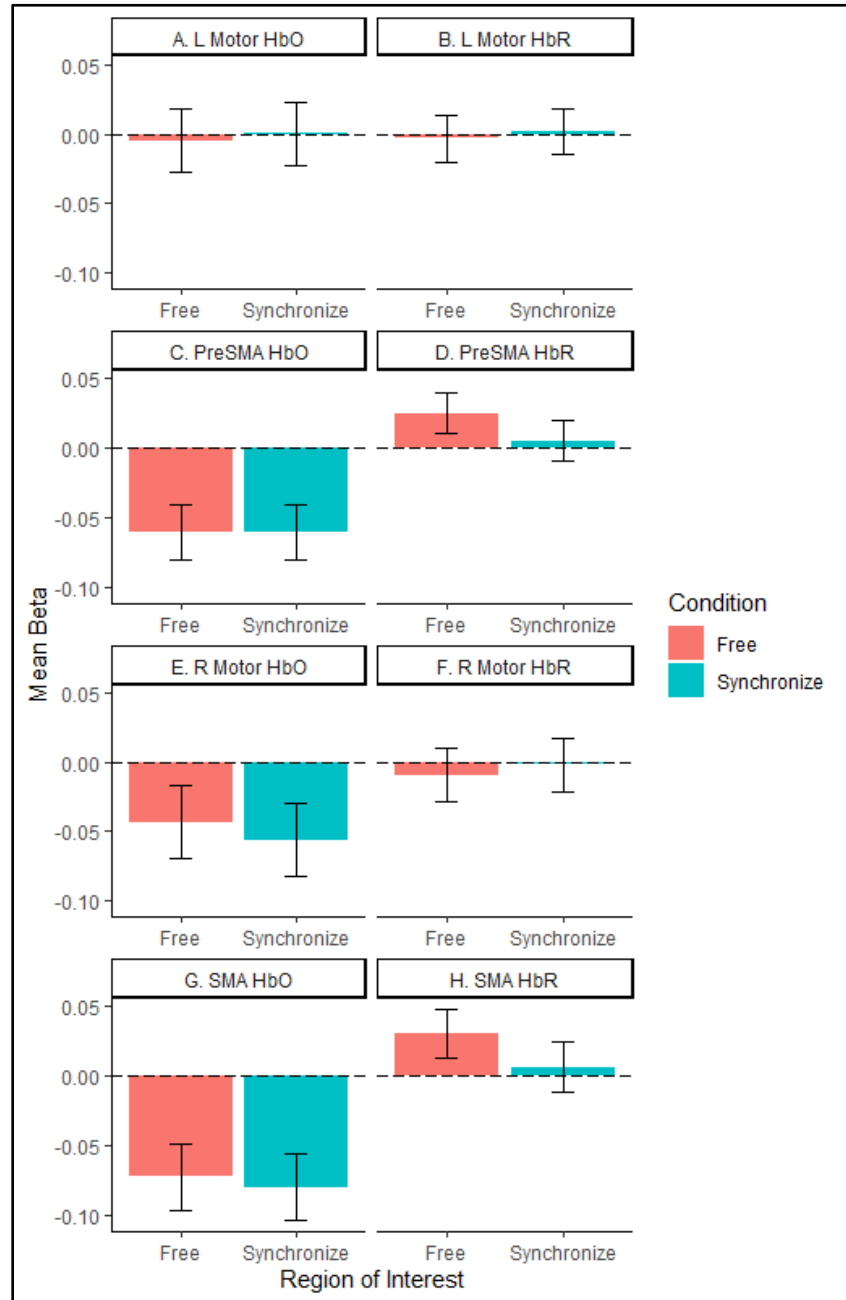 A. L Motor HbO
B. L Motor HbR
0.05
0.00
-0.05
-0.10
Free Synchronize Free Synchronize
C. PreSMA HbO
D. PreSMA HbR
0.05
0.00
-0.05
-0.10
Free Synchronize Free Synchronize
Mean Beta
E. R Motor HbO
F. R Motor HbR
0.05
0.00
-0.05
-0.10
Free Synchronize Free Synchronize
G. SMA HbO
H. SMA HbR
0.05
0.00
-0.05
-0.10
Free Synchronize Free Synchronize
Region of Interest
Condition
Free
Synchronize